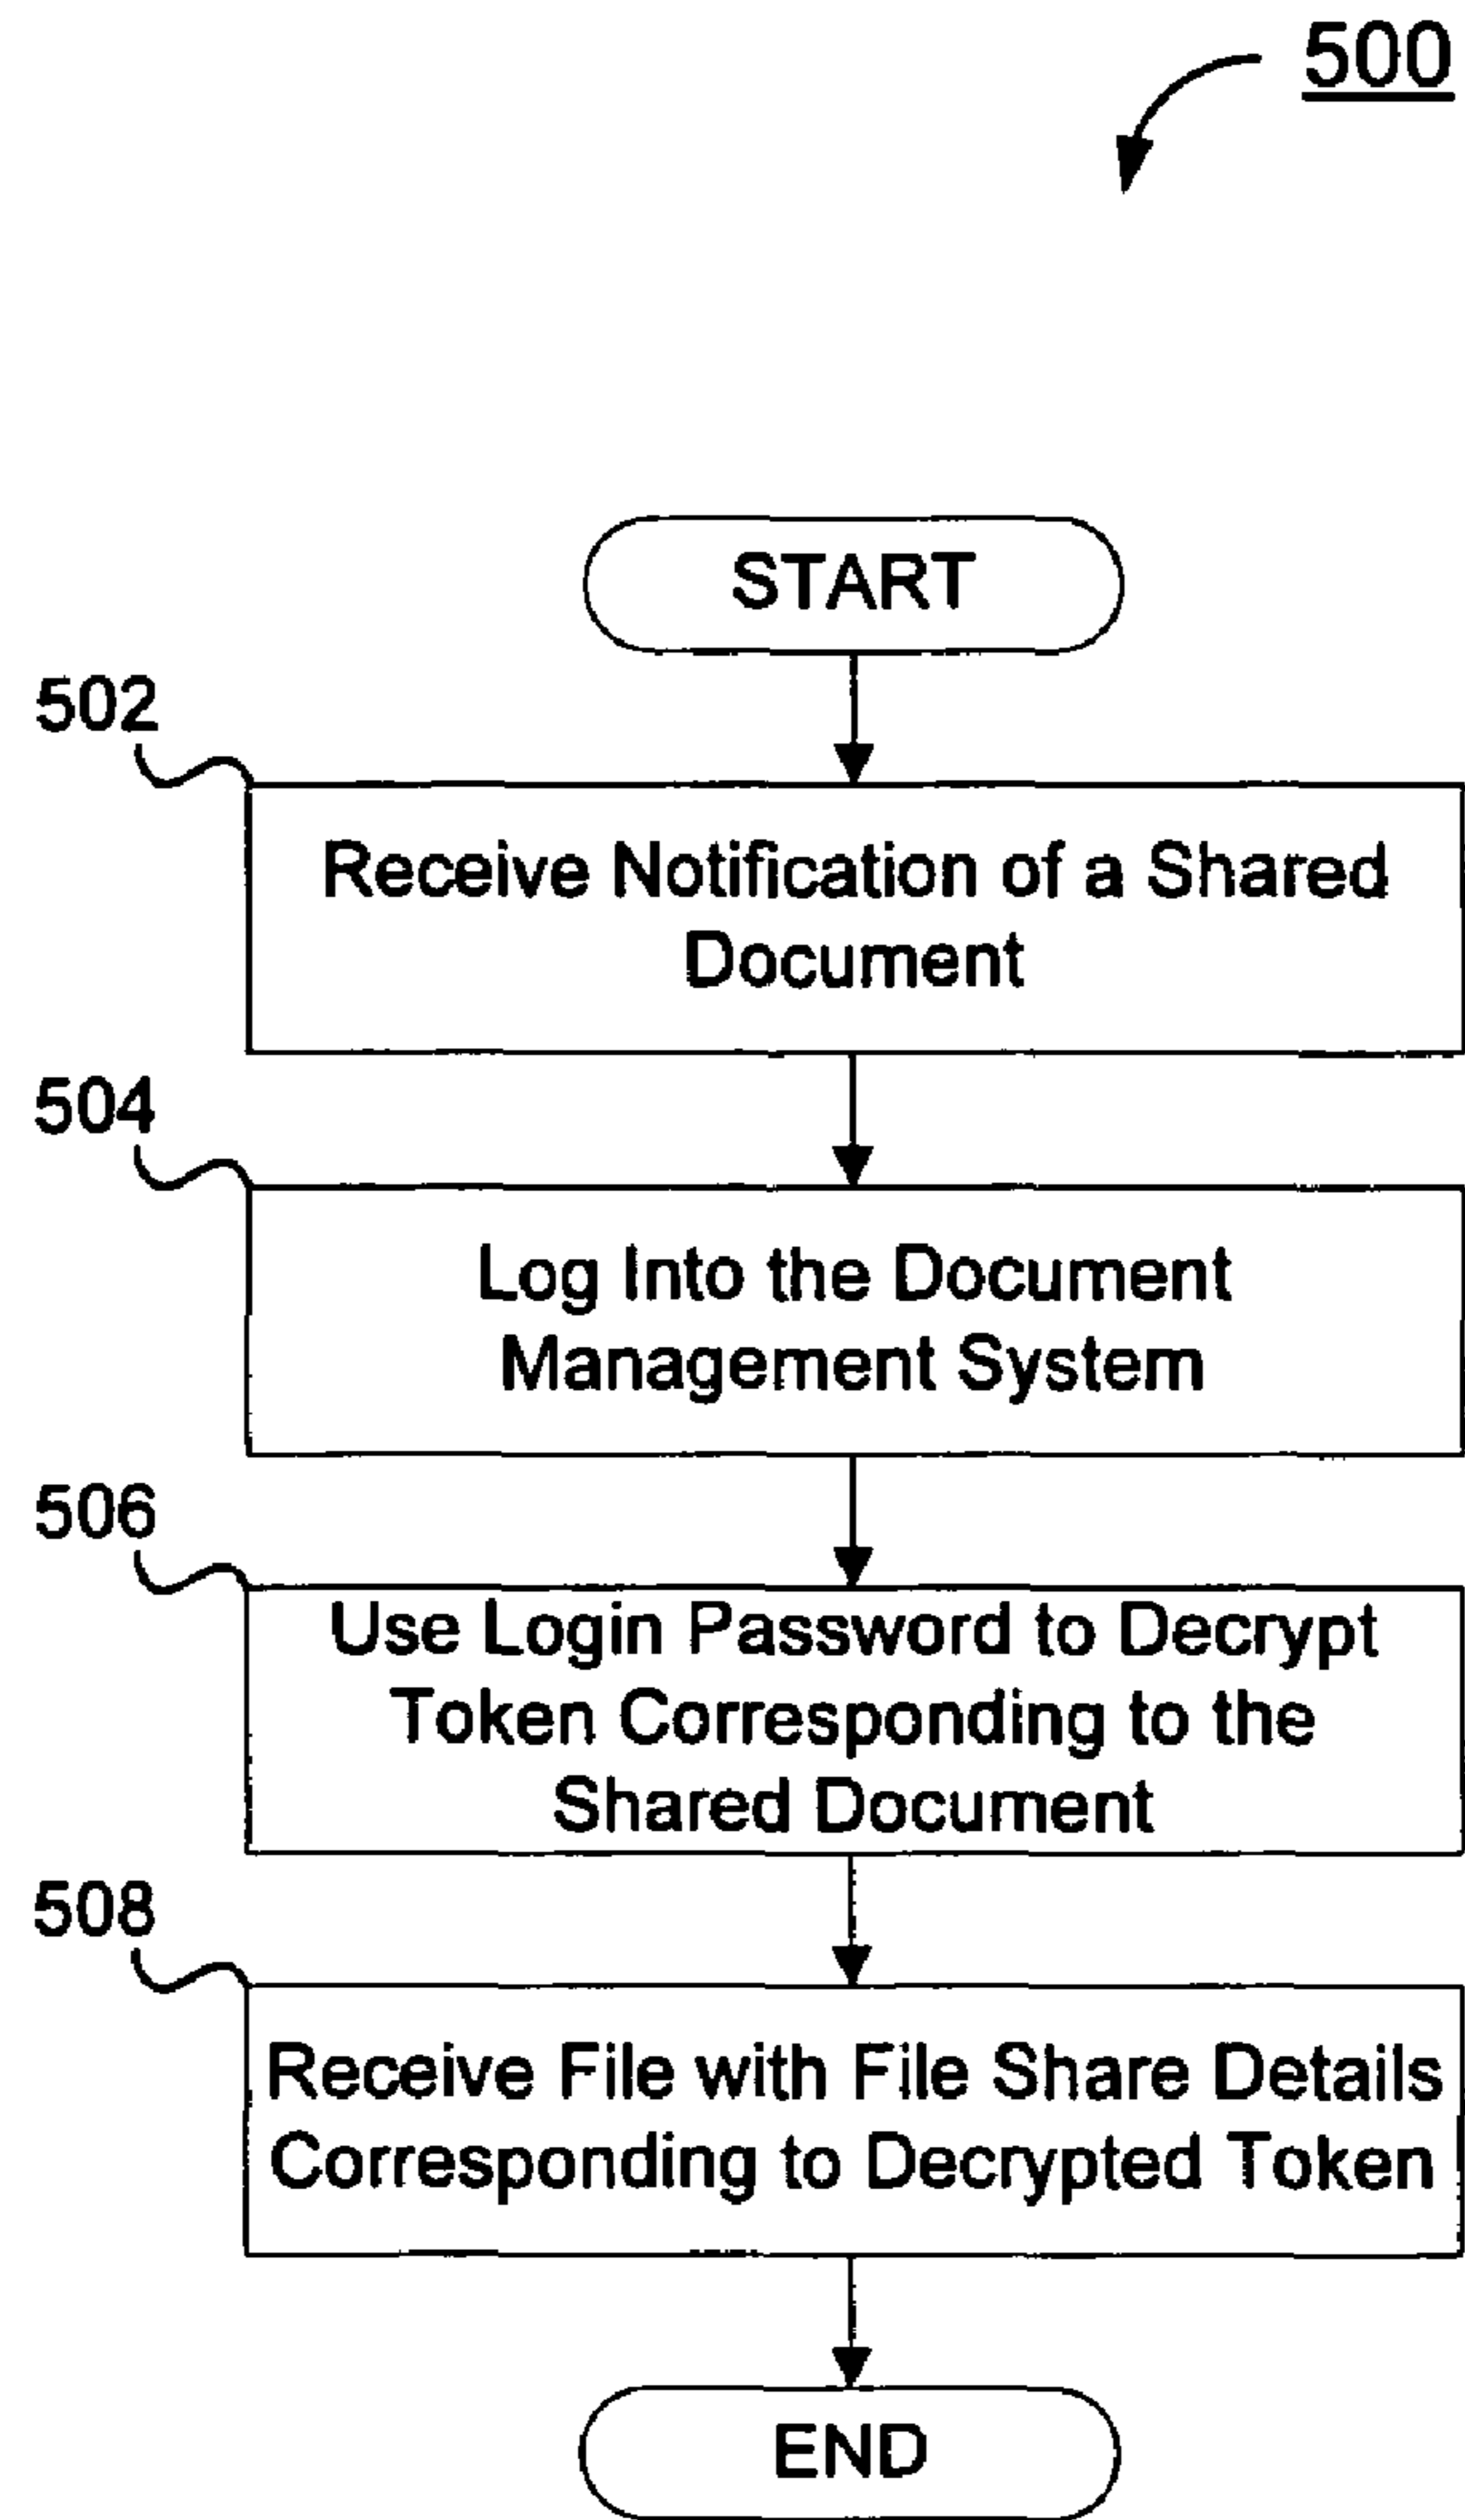 500
START
502
Receive Notification of a Shared
Document
504
Log Into the Document
Management System
506
Use Login Password to Decrypt
Token Corresponding to the
Shared Document
508
Receive File with File Share Details
Corresponding to Decrypted Token
END